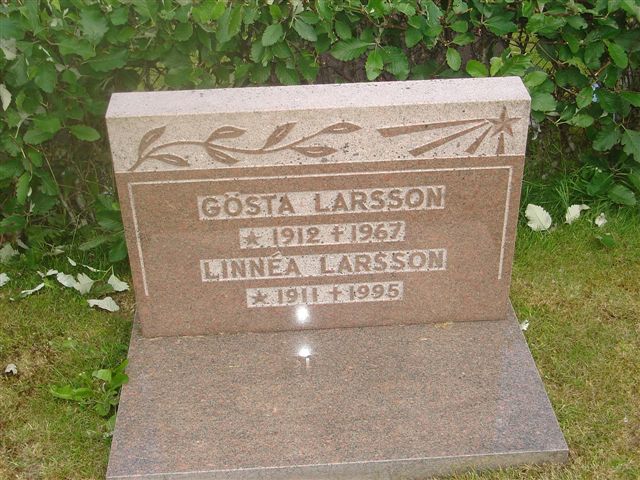 GÖSTA LARSSON
★ 1912 ✝ 1967
LINNÉA LARSSON
★ 1911 ✝ 1995